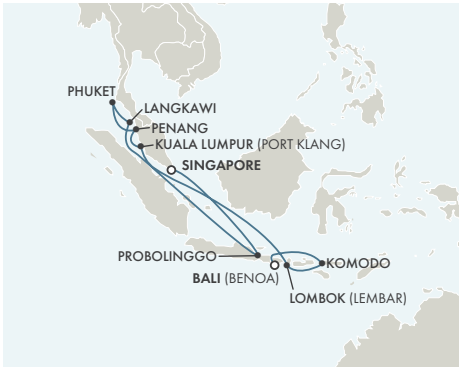 PHUKET
LANGKAWI
PENANG
KUALA LUMPUR (PORT KLANG)
SINGAPORE
PROBOLINGGO
KOMODO
BALI (BENOA)
LOMBOK (LEMBAR)